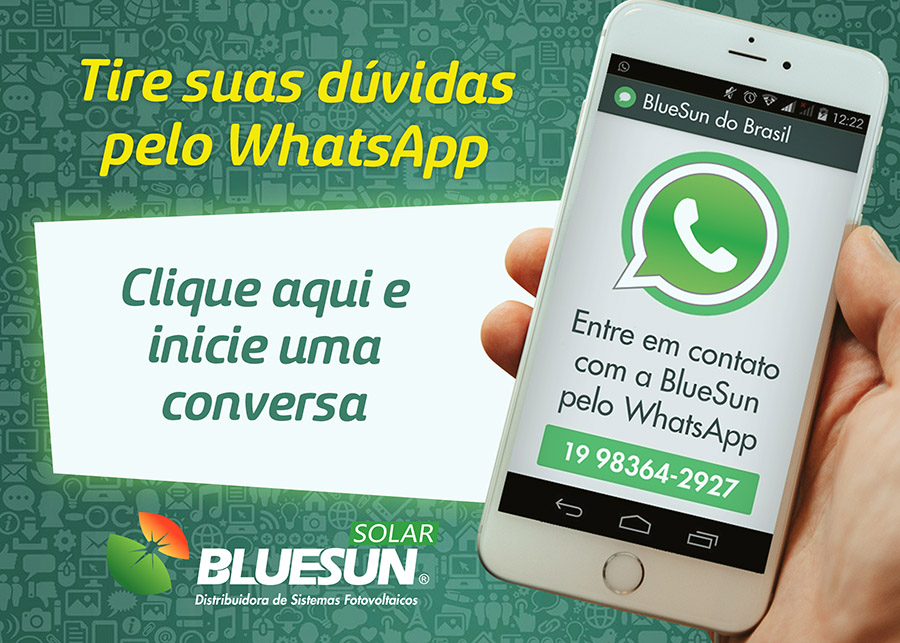 Tire suas dúvidas
pelo WhatsApp
Clique aqui e
inicie uma
conversa
SOLAR
BLUESUN®
Distribuidora de Sistemas Fotovoltaicos
12:22
BlueSun do Brasil
Entre em contato
com a BlueSun
pelo WhatsApp
19 98364-2927